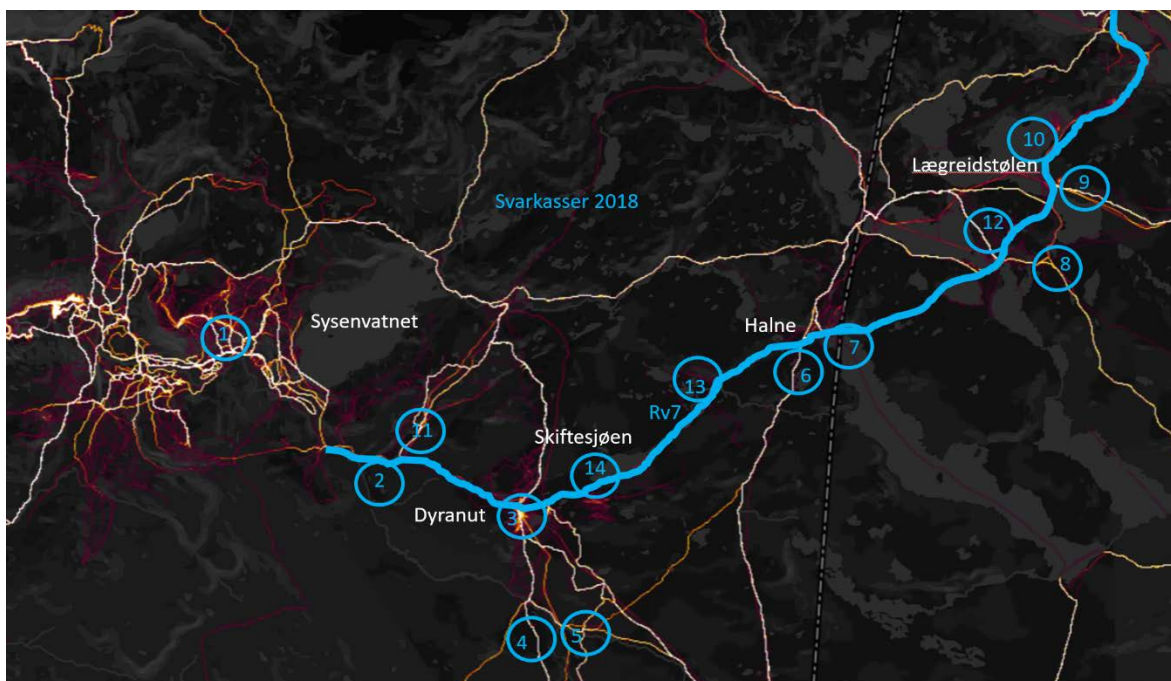 10
Lægreidstølen
9
Svarkasser 2018
12
8
Sysenvatnet
1
Halne
7
6
13
Rv7
11
Skiftesjøen
14
2
Dyranut
3
4
5